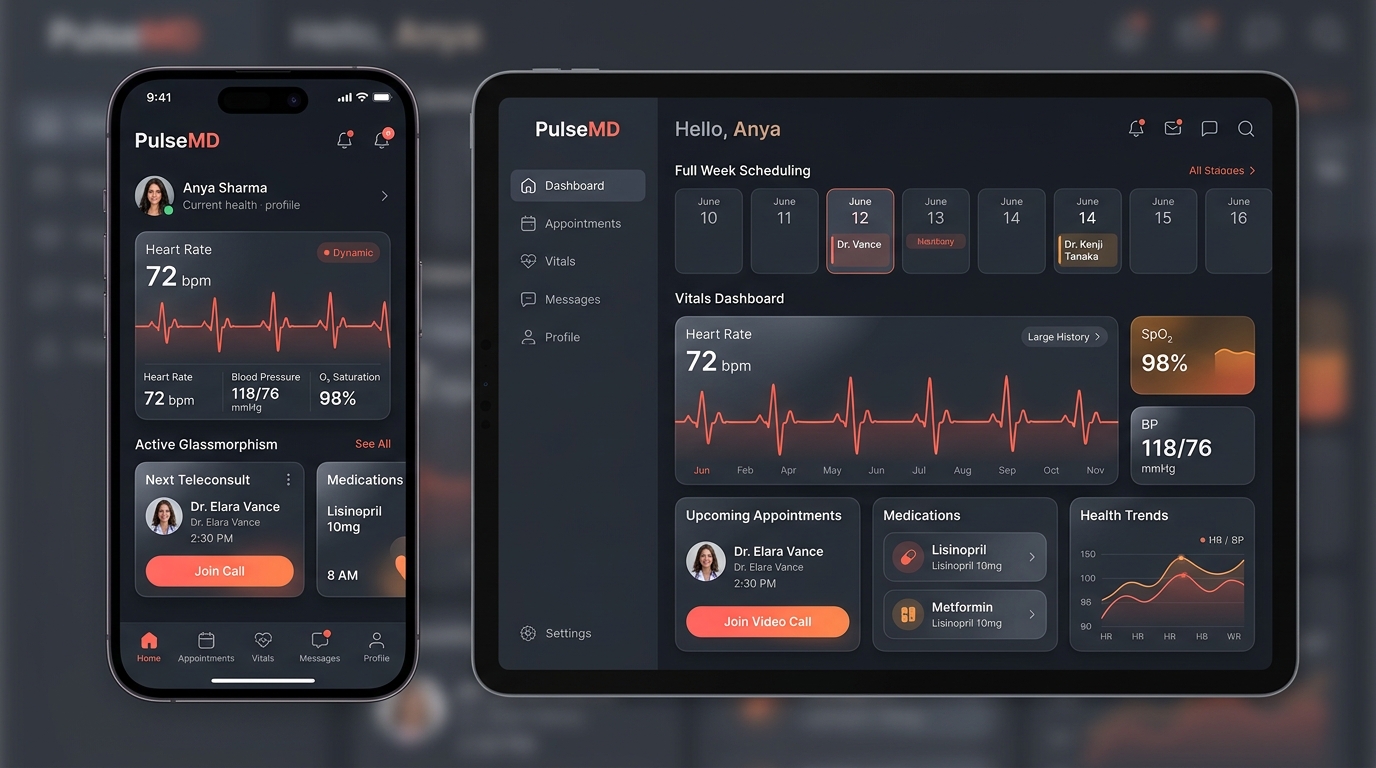 PulseMD
Hello, Anya
9:41
PulseMD
Anya Sharma
Current health · profile
Heart Rate
72 bpm
Dynamic
Heart Rate
72 bpm
Blood Pressure
118/76
mmHg
O₂ Saturation
98%
Active Glassmorphism
See All
Next Teleconsult
Dr. Elara Vance
Dr. Elara Vance
2:30 PM
Join Call
Medications
Lisinopril
10mg
8 AM
Home
Appointments
Vitals
Messages
Profile
PulseMD
Dashboard
Appointments
Vitals
Messages
Profile
Settings
Hello, Anya
Full Week Scheduling
All
June
10
June
11
June
12
Dr. Vance
June
13
June
14
June
14
Dr. Kenji
Tanaka
June
15
June
16
Vitals Dashboard
Heart Rate
72 bpm
Large History
Jun Feb Apr May Jun Jul Aug Sep Oct Nov
SpO₂
98%
BP
118/76
mmHg
Upcoming Appointments
Dr. Elara Vance
Dr. Elara Vance
2:30 PM
Join Video Call
Medications
Lisinopril
Lisinopril 10mg
Metformin
Lisinopril 10mg
Health Trends
150
100
98
90
HR HR HR H8 WR